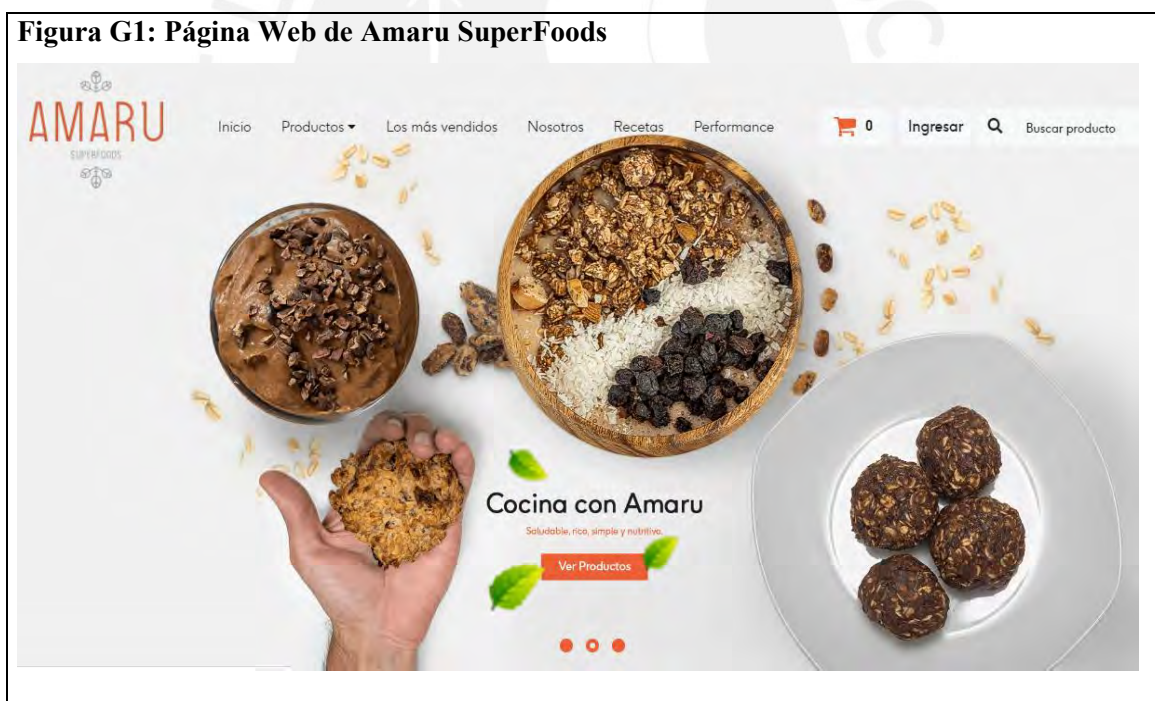 Figura G1: Página Web de Amaru SuperFoods
AMARU
SUPERFOODS
Inicio Productos Los más vendidos Nosotros Recetas Performance 0 Ingresar Buscar producto
Cocina con Amaru
Saludable, rico, simple y nutritivo.
Ver Productos